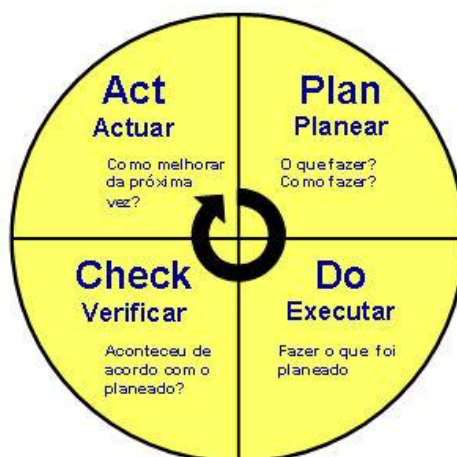 Act
Actuar
Como melhorar
da próxima
vez?
Plan
Planear
O que fazer?
Como fazer?
Check
Verificar
Aconteceu de
acordo com o
planeado?
Do
Executar
Fazer o que foi
planeado